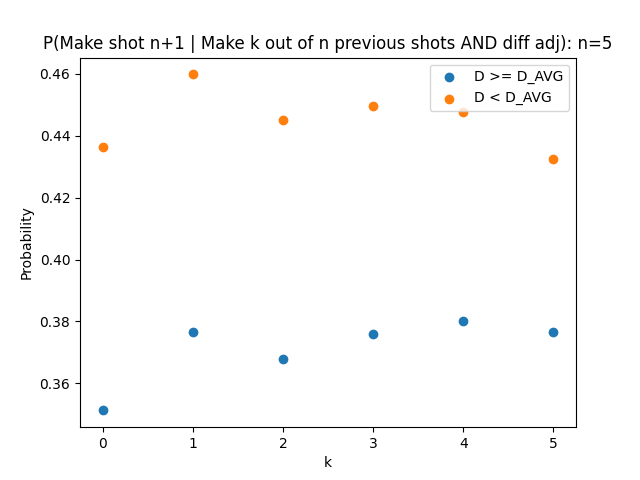 P(Make shot n+1 | Make k out of n previous shots AND diff adj): n=5
D >= D_AVG
D < D_AVG
0.46
0.44
0.42
0.40
0.38
0.36
Probability
0
1
2
3
4
5
k